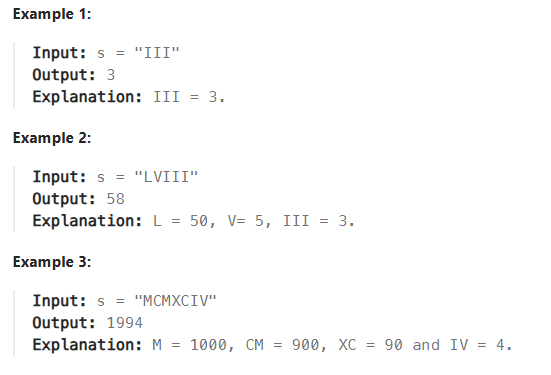 Example 1:
Input: s = "III"
Output: 3
Explanation: III = 3.
Example 2:
Input: s = "LVIII"
Output: 58
Explanation: L = 50, V= 5, III = 3.
Example 3:
Input: s = "MCMXCIV"
Output: 1994
Explanation: M = 1000, CM = 900, XC = 90 and IV = 4.